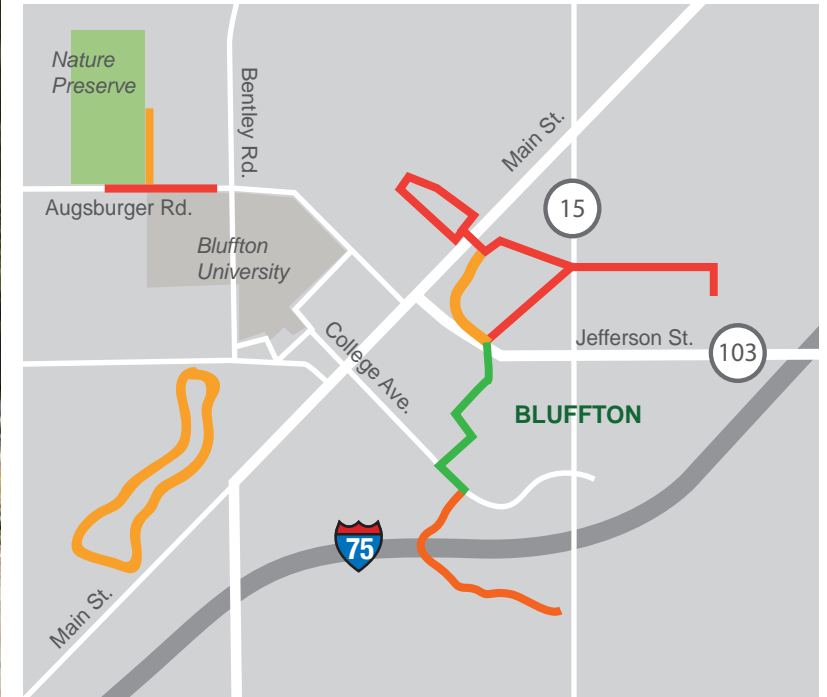 Nature
Preserve
Bentley Rd.
Main St.
15
Augsburger Rd.
Bluffton
University
College Ave.
Jefferson St.
103
BLUFFTON
75
Main St.